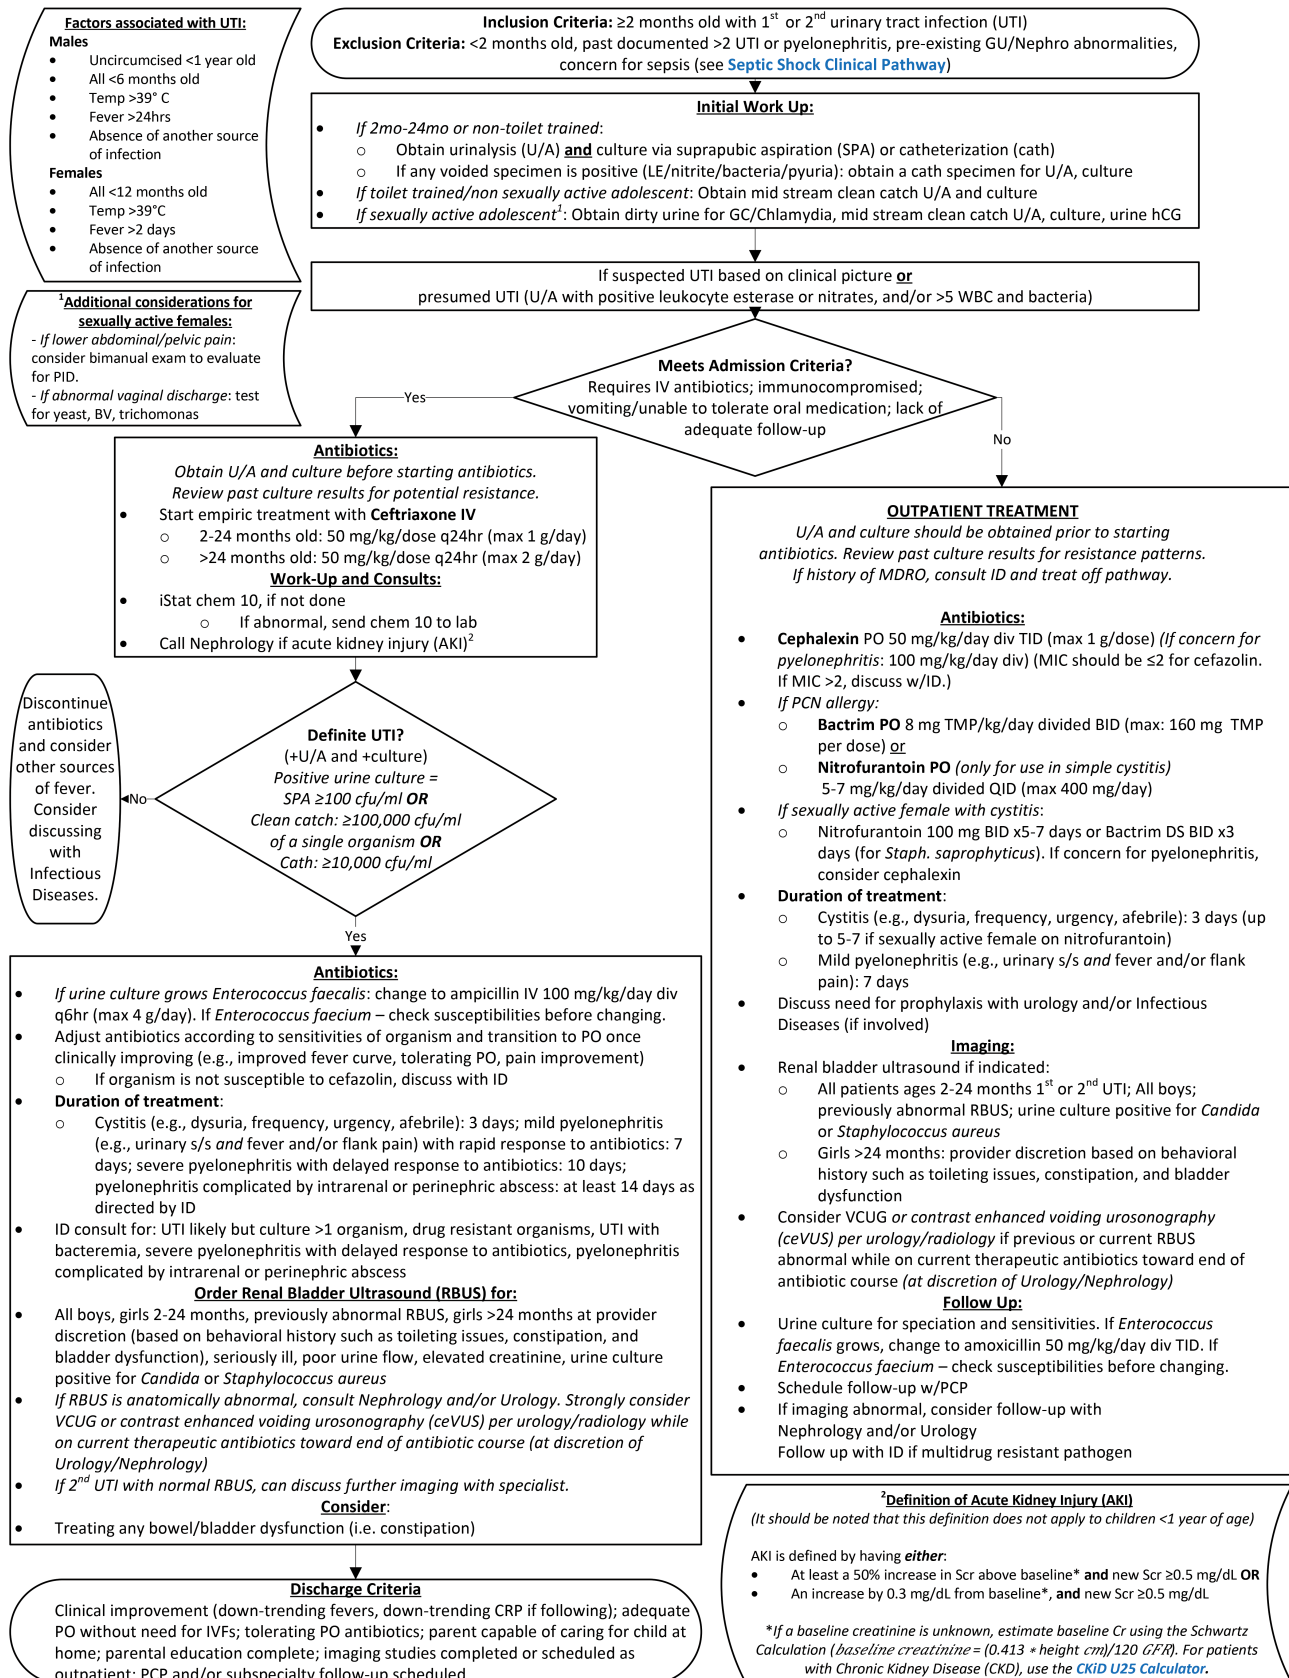 Factors associated with UTI:
Males
• Uncircumcised <1 year old
• All <6 months old
• Temp >39° C
• Fever >24hrs
• Absence of another source
of infection
Females
• All <12 months old
• Temp >39°C
• Fever >2 days
• Absence of another source
of infection
Inclusion Criteria: ≥2 months old with 1st or 2nd urinary tract infection (UTI)
Exclusion Criteria: <2 months old, past documented >2 UTI or pyelonephritis, pre-existing GU/Nephro abnormalities,
concern for sepsis (see Septic Shock Clinical Pathway)
Initial Work Up:
• If 2mo-24mo or non-toilet trained:
o Obtain urinalysis (U/A) and culture via suprapubic aspiration (SPA) or catheterization (cath)
o If any voided specimen is positive (LE/nitrite/bacteria/pyuria): obtain a cath specimen for U/A, culture
• If toilet trained/non sexually active adolescent: Obtain mid stream clean catch U/A and culture
• If sexually active adolescent1: Obtain dirty urine for GC/Chlamydia, mid stream clean catch U/A, culture, urine hCG
If suspected UTI based on clinical picture or
presumed UTI (U/A with positive leukocyte esterase or nitrates, and/or >5 WBC and bacteria)
1Additional considerations for
sexually active females:
- If lower abdominal/pelvic pain:
consider bimanual exam to evaluate
for PID.
- If abnormal vaginal discharge: test
for yeast, BV, trichomonas
Meets Admission Criteria?
Requires IV antibiotics; immunocompromised;
vomiting/unable to tolerate oral medication; lack of
adequate follow-up
Yes
No
Antibiotics:
Obtain U/A and culture before starting antibiotics.
Review past culture results for potential resistance.
• Start empiric treatment with Ceftriaxone IV
o 2-24 months old: 50 mg/kg/dose q24hr (max 1 g/day)
o >24 months old: 50 mg/kg/dose q24hr (max 2 g/day)
Work-Up and Consults:
• iStat chem 10, if not done
o If abnormal, send chem 10 to lab
• Call Nephrology if acute kidney injury (AKI)2
Definite UTI?
(+U/A and +culture)
Positive urine culture =
SPA ≥100 cfu/ml OR
Clean catch: ≥100,000 cfu/ml
of a single organism OR
Cath: ≥10,000 cfu/ml
No
Discontinue
antibiotics
and consider
other sources
of fever.
Consider
discussing
with
Infectious
Diseases.
Yes
Antibiotics:
• If urine culture grows Enterococcus faecalis: change to ampicillin IV 100 mg/kg/day div
q6hr (max 4 g/day). If Enterococcus faecium – check susceptibilities before changing.
• Adjust antibiotics according to sensitivities of organism and transition to PO once
clinically improving (e.g., improved fever curve, tolerating PO, pain improvement)
o If organism is not susceptible to cefazolin, discuss with ID
• Duration of treatment:
o Cystitis (e.g., dysuria, frequency, urgency, afebrile): 3 days; mild pyelonephritis
(e.g., urinary s/s and fever and/or flank pain) with rapid response to antibiotics: 7
days; severe pyelonephritis with delayed response to antibiotics: 10 days;
pyelonephritis complicated by intrarenal or perinephric abscess: at least 14 days as
directed by ID
• ID consult for: UTI likely but culture >1 organism, drug resistant organisms, UTI with
bacteremia, severe pyelonephritis with delayed response to antibiotics, pyelonephritis
complicated by intrarenal or perinephric abscess
Order Renal Bladder Ultrasound (RBUS) for:
• All boys, girls 2-24 months, previously abnormal RBUS, girls >24 months at provider
discretion (based on behavioral history such as toileting issues, constipation, and
bladder dysfunction), seriously ill, poor urine flow, elevated creatinine, urine culture
positive for Candida or Staphylococcus aureus
• If RBUS is anatomically abnormal, consult Nephrology and/or Urology. Strongly consider
VCUG or contrast enhanced voiding urosonography (ceVUS) per urology/radiology while
on current therapeutic antibiotics toward end of antibiotic course (at discretion of
Urology/Nephrology)
• If 2nd UTI with normal RBUS, can discuss further imaging with specialist.
Consider:
• Treating any bowel/bladder dysfunction (i.e. constipation)
Discharge Criteria
Clinical improvement (down-trending fevers, down-trending CRP if following); adequate
PO without need for IVFs; tolerating PO antibiotics; parent capable of caring for child at
home; parental education complete; imaging studies completed or scheduled as
outpatient; PCP and/or subspecialty follow-up scheduled
OUTPATIENT TREATMENT
U/A and culture should be obtained prior to starting
antibiotics. Review past culture results for resistance patterns.
If history of MDRO, consult ID and treat off pathway.
Antibiotics:
• Cephalexin PO 50 mg/kg/day div TID (max 1 g/dose) (If concern for
pyelonephritis: 100 mg/kg/day div) (MIC should be ≤2 for cefazolin.
If MIC >2, discuss w/ID.)
• If PCN allergy:
o Bactrim PO 8 mg TMP/kg/day divided BID (max: 160 mg TMP
per dose) or
o Nitrofurantoin PO (only for use in simple cystitis)
5-7 mg/kg/day divided QID (max 400 mg/day)
• If sexually active female with cystitis:
o Nitrofurantoin 100 mg BID x5-7 days or Bactrim DS BID x3
days (for Staph. saprophyticus). If concern for pyelonephritis,
consider cephalexin
• Duration of treatment:
o Cystitis (e.g., dysuria, frequency, urgency, afebrile): 3 days (up
to 5-7 if sexually active female on nitrofurantoin)
o Mild pyelonephritis (e.g., urinary s/s and fever and/or flank
pain): 7 days
• Discuss need for prophylaxis with urology and/or Infectious
Diseases (if involved)
Imaging:
• Renal bladder ultrasound if indicated:
o All patients ages 2-24 months 1st or 2nd UTI; All boys;
previously abnormal RBUS; urine culture positive for Candida
or Staphylococcus aureus
o Girls >24 months: provider discretion based on behavioral
history such as toileting issues, constipation, and bladder
dysfunction
• Consider VCUG or contrast enhanced voiding urosonography
(ceVUS) per urology/radiology if previous or current RBUS
abnormal while on current therapeutic antibiotics toward end of
antibiotic course (at discretion of Urology/Nephrology)
Follow Up:
• Urine culture for speciation and sensitivities. If Enterococcus
faecalis grows, change to amoxicillin 50 mg/kg/day div TID. If
Enterococcus faecium – check susceptibilities before changing.
• Schedule follow-up w/PCP
• If imaging abnormal, consider follow-up with
Nephrology and/or Urology
Follow up with ID if multidrug resistant pathogen
2Definition of Acute Kidney Injury (AKI)
(It should be noted that this definition does not apply to children <1 year of age)
AKI is defined by having either:
• At least a 50% increase in Scr above baseline* and new Scr ≥0.5 mg/dL OR
• An increase by 0.3 mg/dL from baseline*, and new Scr ≥0.5 mg/dL
*If a baseline creatinine is unknown, estimate baseline Cr using the Schwartz
Calculation (baseline creatinine = (0.413 * height cm)/120 GFR). For patients
with Chronic Kidney Disease (CKD), use the CKiD U25 Calculator.